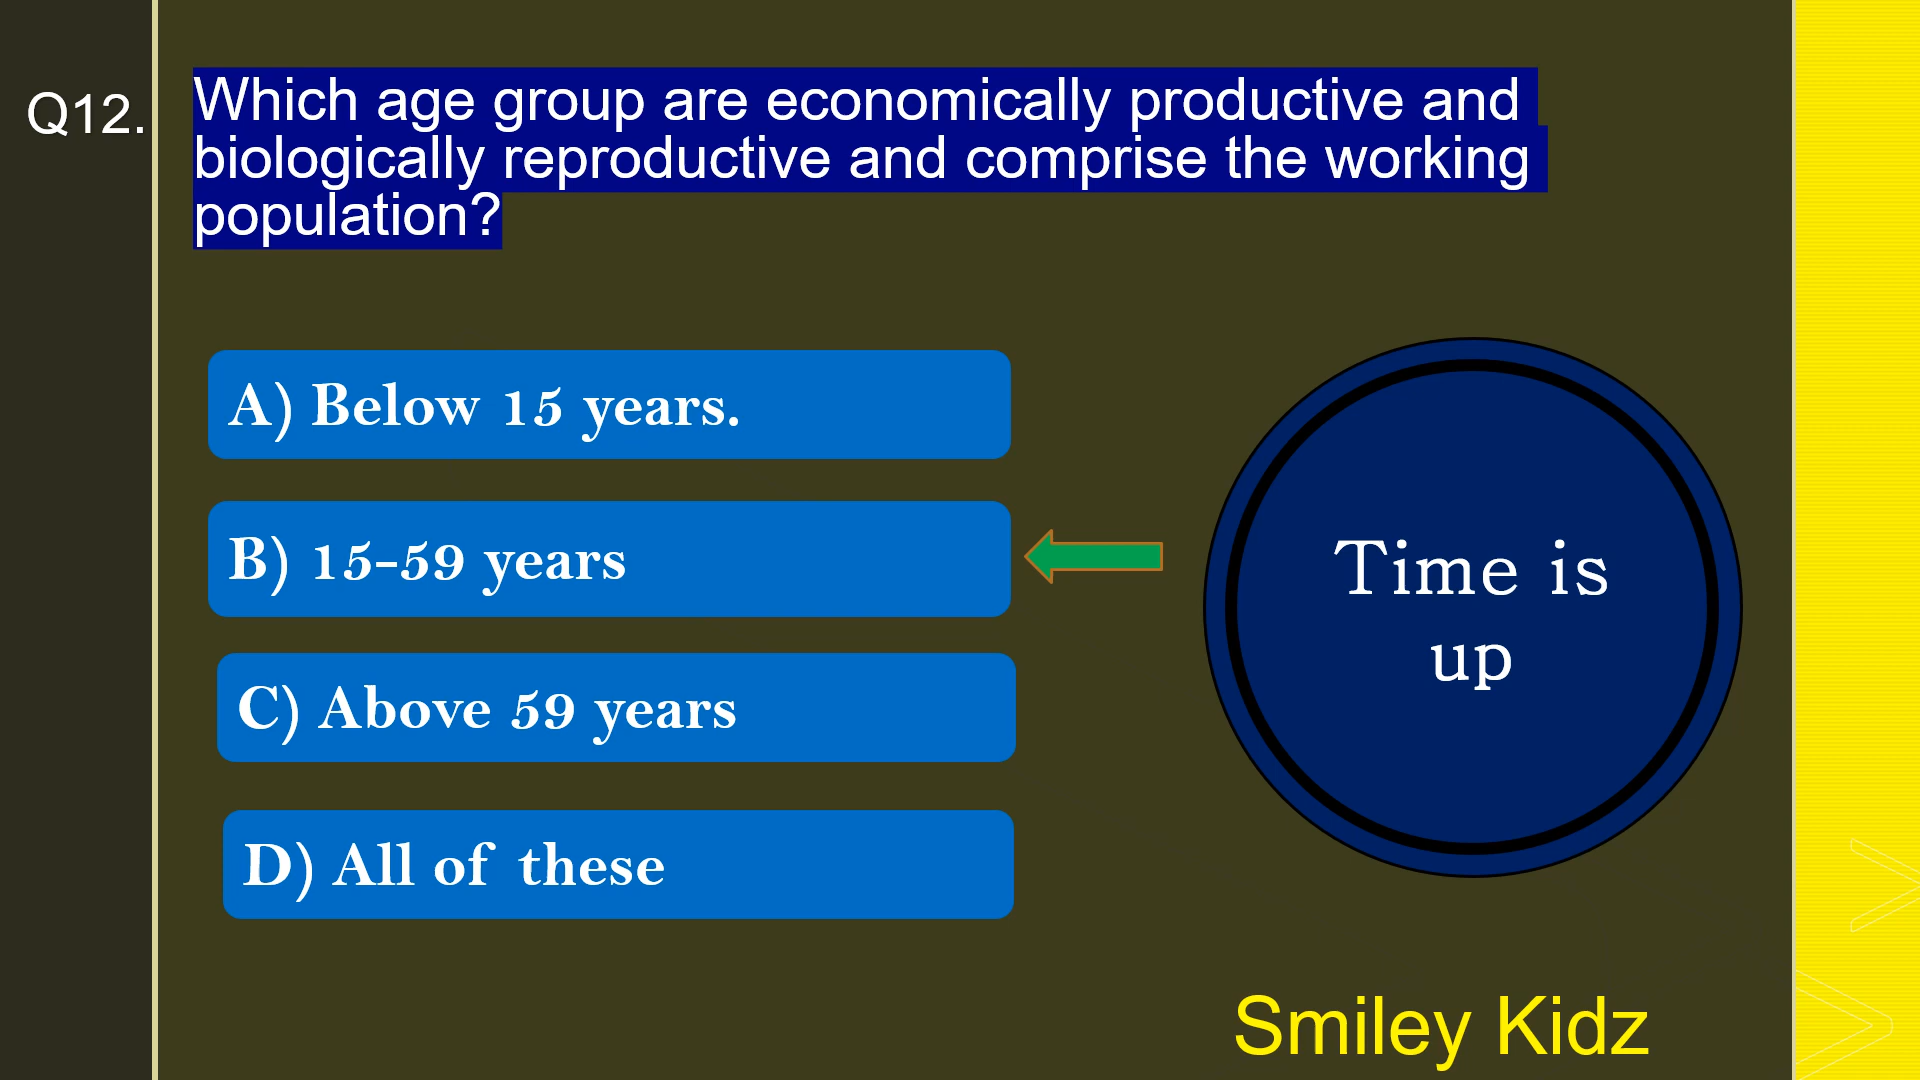 Q12.
Which age group are economically productive and
biologically reproductive and comprise the working
population?
A) Below 15 years.
B) 15-59 years
C) Above 59 years
D) All of these
Time is
up
Smiley Kidz